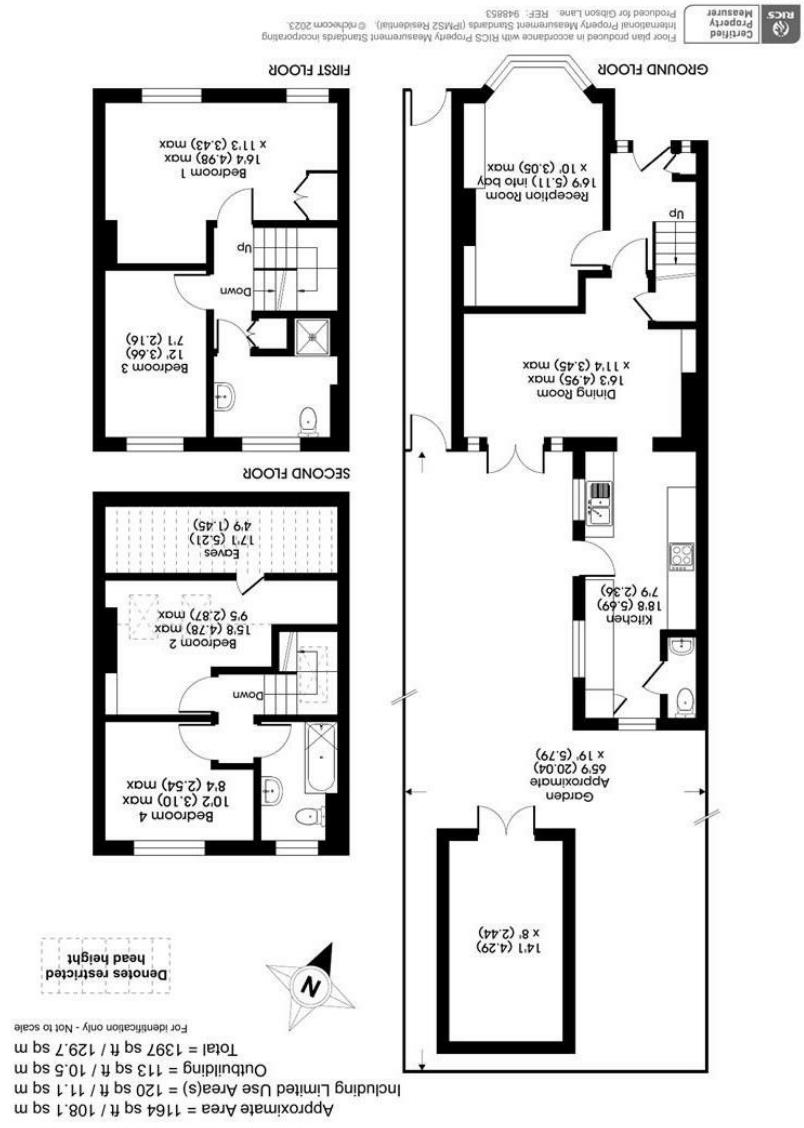 Approximate Area = 1164 sq ft / 108.1 sq m
Including Limited Use Area(s) = 120 sq ft / 11.1 sq m
Outbuilding = 113 sq ft / 10.5 sq m
Total = 1397 sq ft / 129.7 sq m
For identification only - Not to scale
N
Denotes restricted
head height
14'1 (4.29)
x 8' (2.44)
Garden
Approximate
65'9 (20.04)
x 19' (5.79)
Kitchen
18'8 (5.69)
7'9 (2.36)
Dining Room
16'3 (4.95) max
x 11'4 (3.45) max
Up
Reception Room
16'9 (5.11) into bay
x 10' (3.05) max
GROUND FLOOR
Bedroom 4
10'2 (3.10) max
8'4 (2.54) max
Down
Bedroom 2
15'8 (4.78) max
9'5 (2.87) max
Eaves
17'1 (5.21)
4'9 (1.45)
SECOND FLOOR
Bedroom 3
12' (3.66)
7'1 (2.16)
Down
Up
Bedroom 1
16'4 (4.98) max
x 11'3 (3.43) max
FIRST FLOOR
RICS
Certified
Property
Measurer
Floor plan produced in accordance with RICS Property Measurement Standards incorporating
International Property Measurement Standards (IPMS2 Residential). © nichecom 2023.
Produced for Gibson Lane. REF: 948853